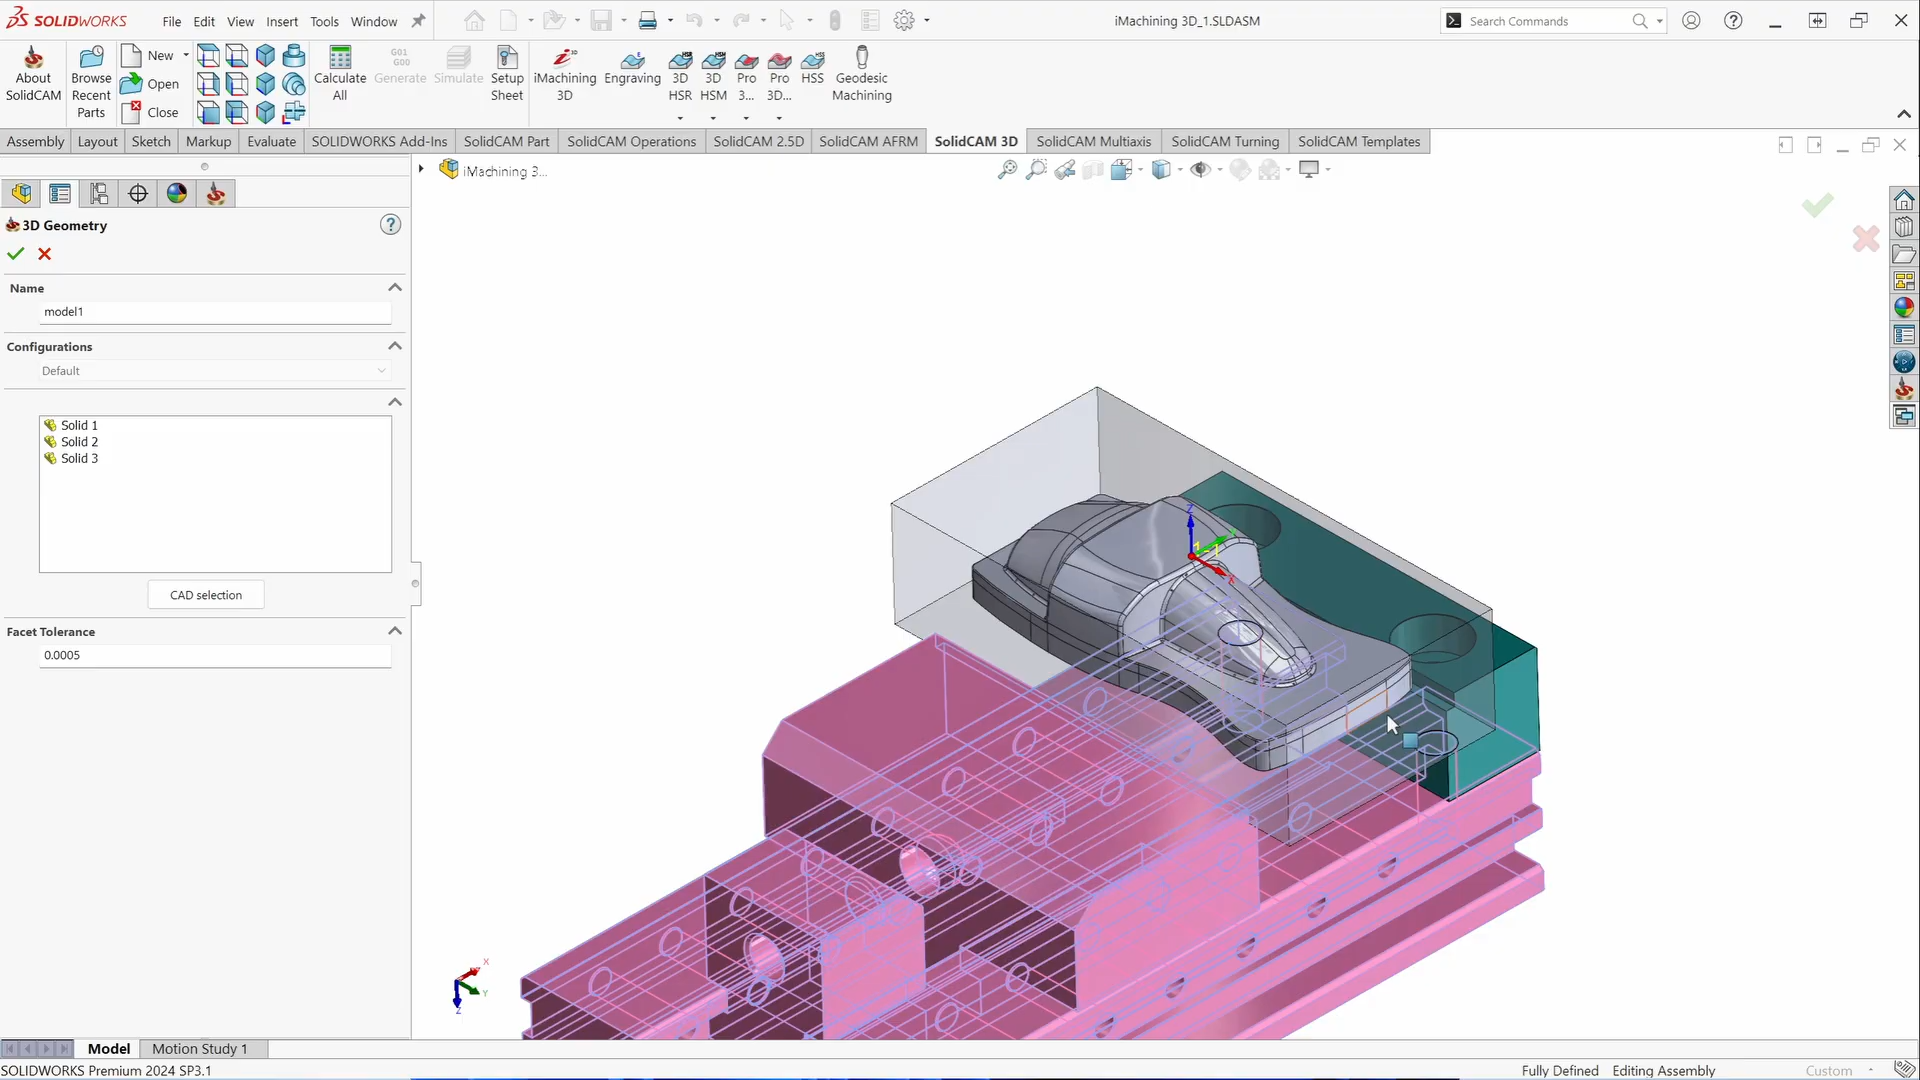 SOLIDWORKS
File Edit View Insert Tools Window
iMachining 3D_1.SLDASM
Search Commands
About SolidCAM
Browse Recent Parts
New
Open
Close
Calculate All
G01
G00
Generate
Simulate
Setup Sheet
iMachining 3D
Engraving
3D HSR
3D HSM
Pro 3...
Pro 3D...
HSS
Geodesic Machining
Assembly Layout Sketch Markup Evaluate SOLIDWORKS Add-Ins SolidCAM Part SolidCAM Operations SolidCAM 2.5D SolidCAM AFRM SolidCAM 3D SolidCAM Multiaxis SolidCAM Turning SolidCAM Templates
iMachining 3...
3D Geometry
Name
model1
Configurations
Default
Solid 1
Solid 2
Solid 3
CAD selection
Facet Tolerance
0.0005
Z
X
X
Y
Z
Model Motion Study 1
SOLIDWORKS Premium 2024 SP3.1
Fully Defined Editing Assembly Custom